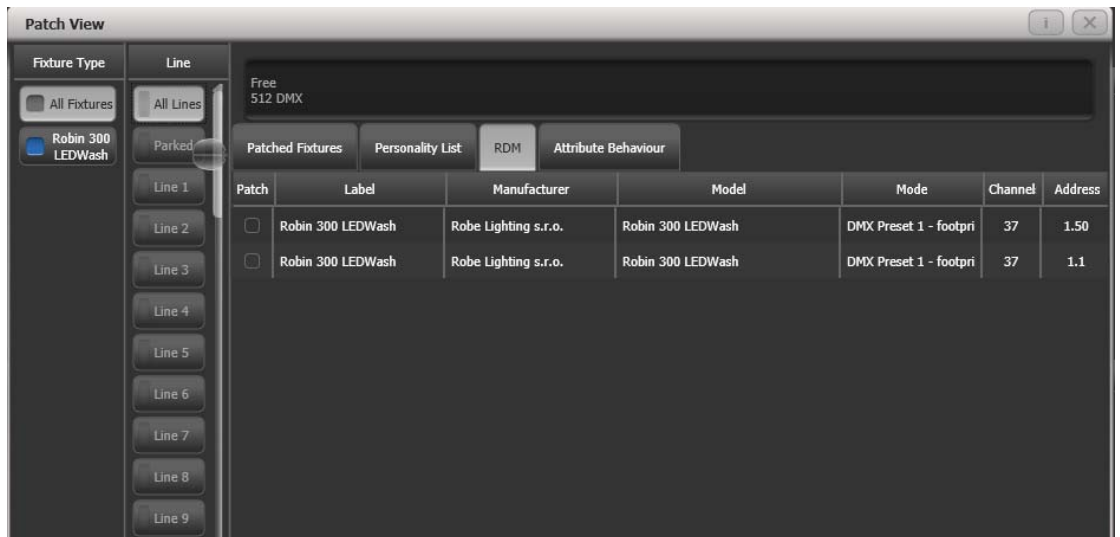 Patch View
i
X
Fixture Type
Line
All Fixtures
Robin 300
LEDWash
All Lines
Parked
Line 1
Line 2
Line 3
Line 4
Line 5
Line 6
Line 7
Line 8
Line 9
Free
512 DMX
Patched Fixtures Personality List RDM Attribute Behaviour
Patch Label Manufacturer Model Mode Channel Address
Robin 300 LEDWash Robe Lighting s.r.o. Robin 300 LEDWash DMX Preset 1 - footpri 37 1.50
Robin 300 LEDWash Robe Lighting s.r.o. Robin 300 LEDWash DMX Preset 1 - footpri 37 1.1